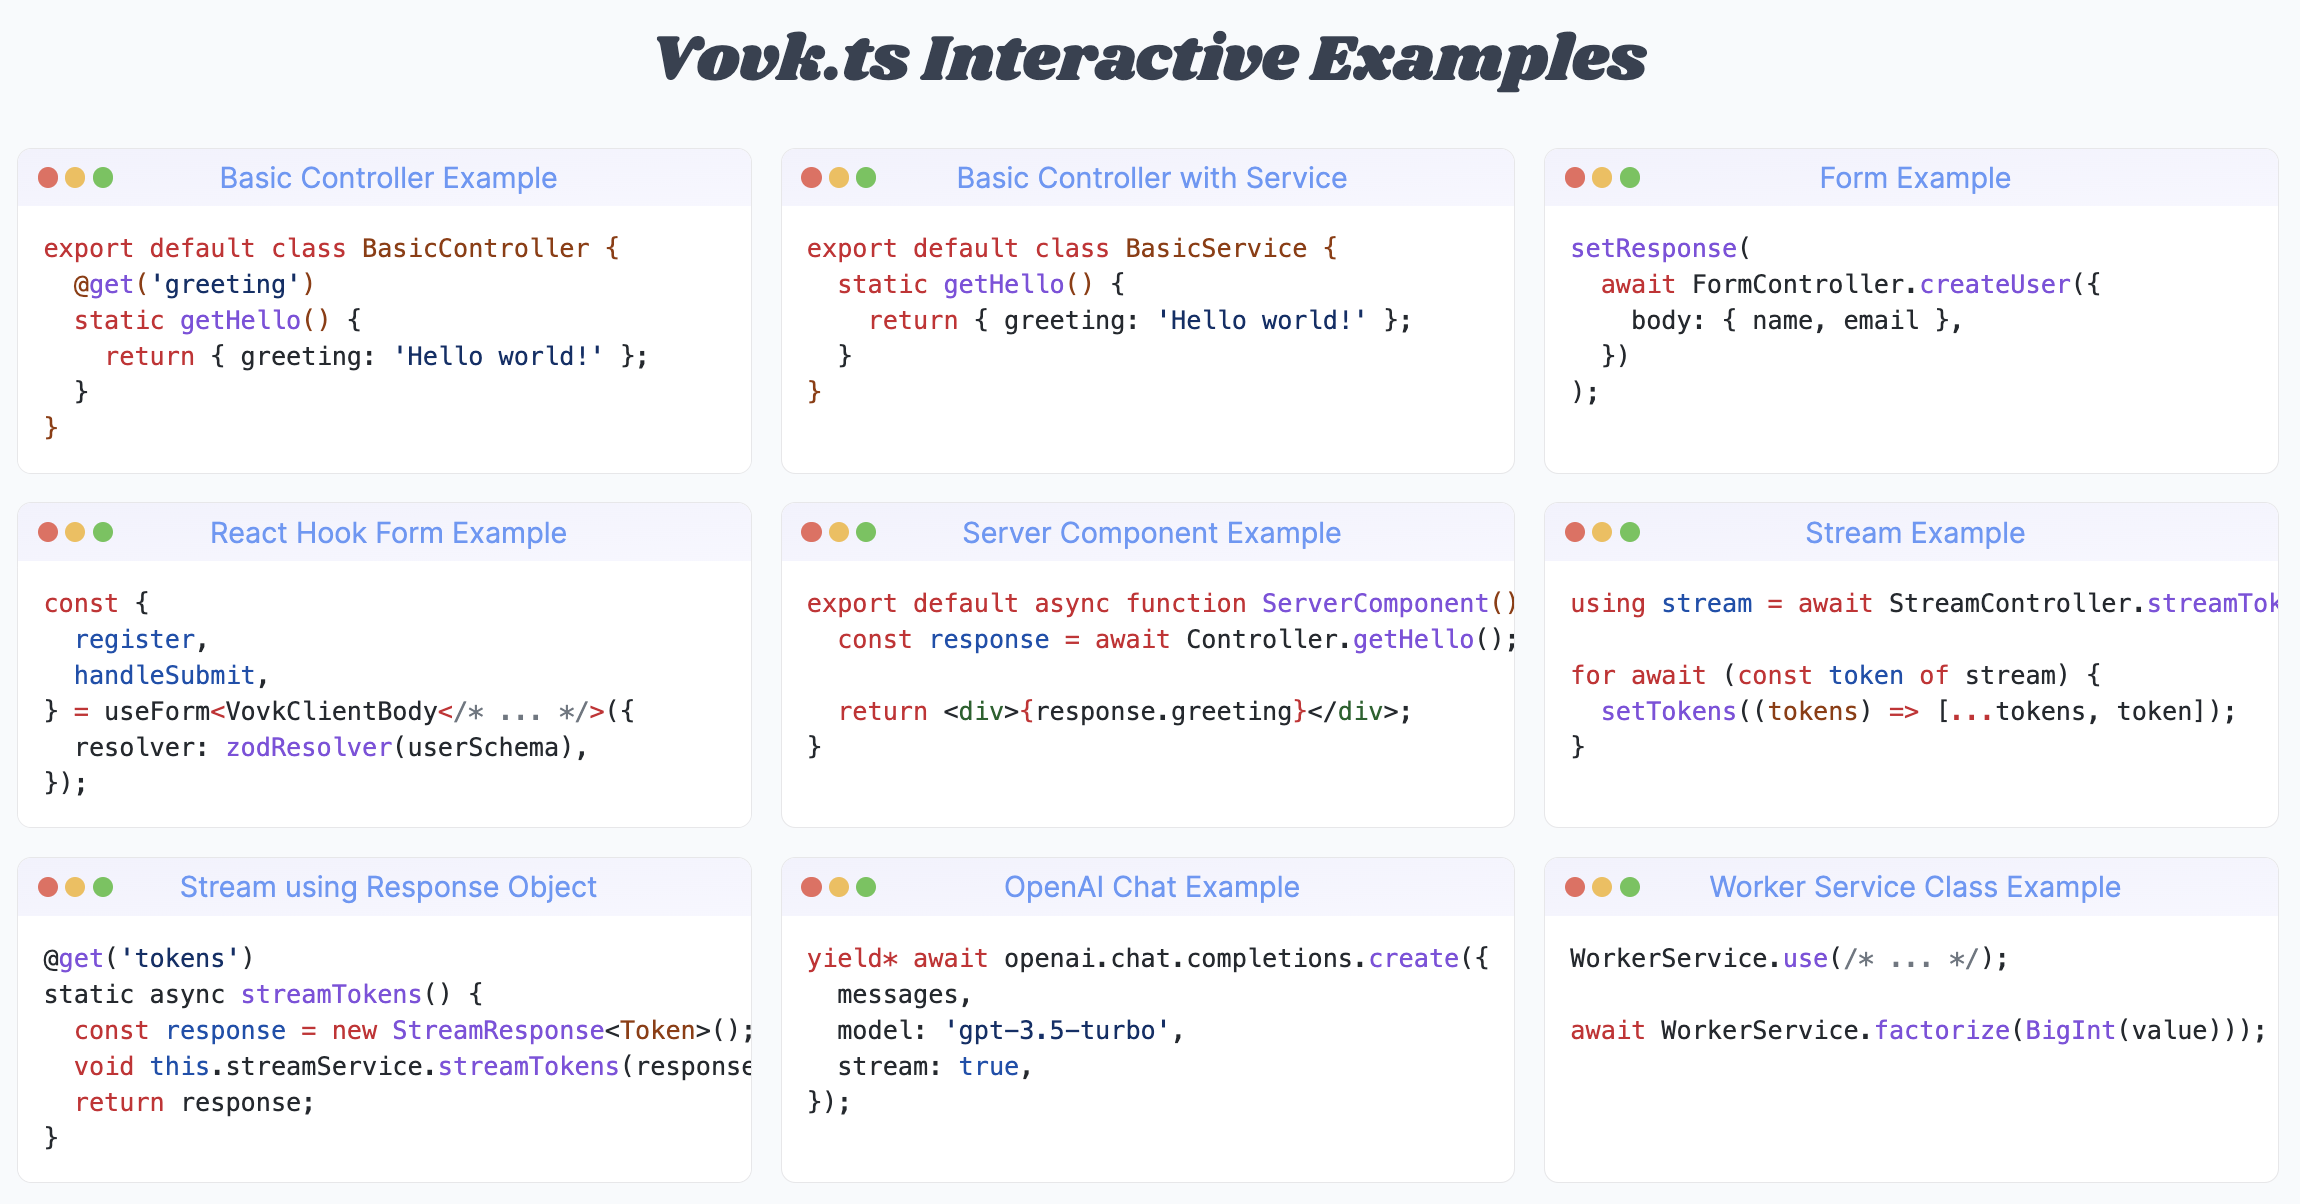 Vovk.ts Interactive Examples
Basic Controller Example
export default class BasicController {
  @get('greeting')
  static getHello() {
    return { greeting: 'Hello world!' };
  }
}
Basic Controller with Service
export default class BasicService {
  static getHello() {
    return { greeting: 'Hello world!' };
  }
}
Form Example
setResponse(
  await FormController.createUser({
    body: { name, email },
  })
);
React Hook Form Example
const {
  register,
  handleSubmit,
} = useForm<VovkClientBody</* ... */>({
  resolver: zodResolver(userSchema),
});
Server Component Example
export default async function ServerComponent()
  const response = await Controller.getHello();

  return <div>{response.greeting}</div>;
}
Stream Example
using stream = await StreamController.streamTok

for await (const token of stream) {
  setTokens((tokens) => [...tokens, token]);
}
Stream using Response Object
@get('tokens')
static async streamTokens() {
  const response = new StreamResponse<Token>();
  void this.streamService.streamTokens(response
  return response;
}
OpenAI Chat Example
yield* await openai.chat.completions.create({
  messages,
  model: 'gpt-3.5-turbo',
  stream: true,
});
Worker Service Class Example
WorkerService.use(/* ... */);

await WorkerService.factorize(BigInt(value)));